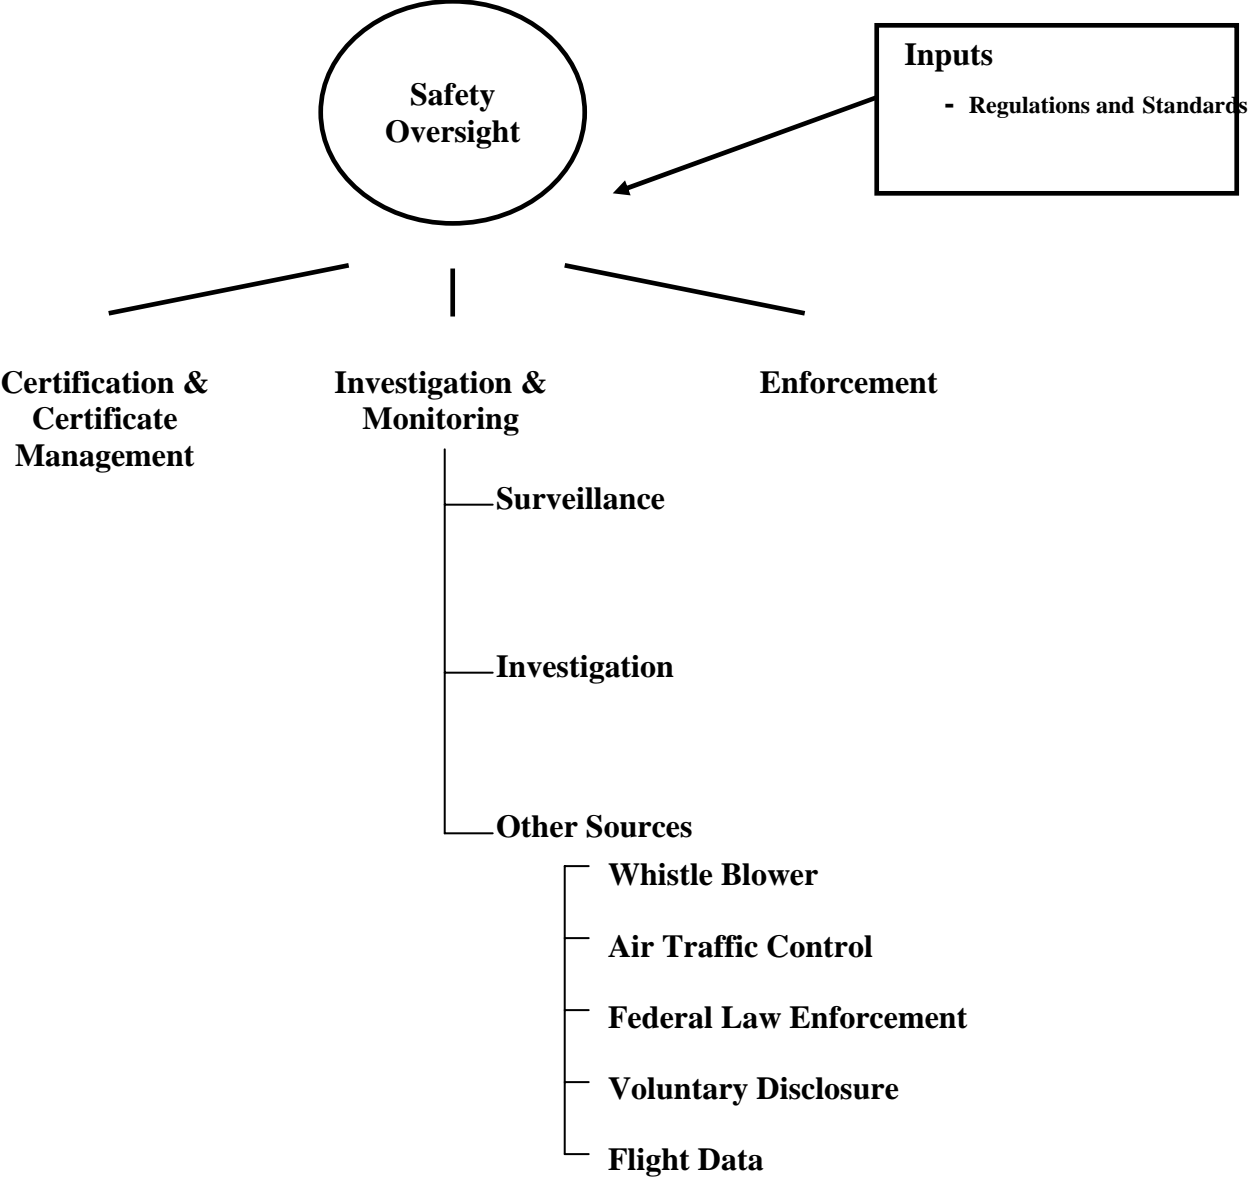 Safety
Oversight
Inputs
- Regulations and Standards
Certification &
Certificate
Management
Investigation &
Monitoring
Enforcement
Surveillance
Investigation
Other Sources
Whistle Blower
Air Traffic Control
Federal Law Enforcement
Voluntary Disclosure
Flight Data